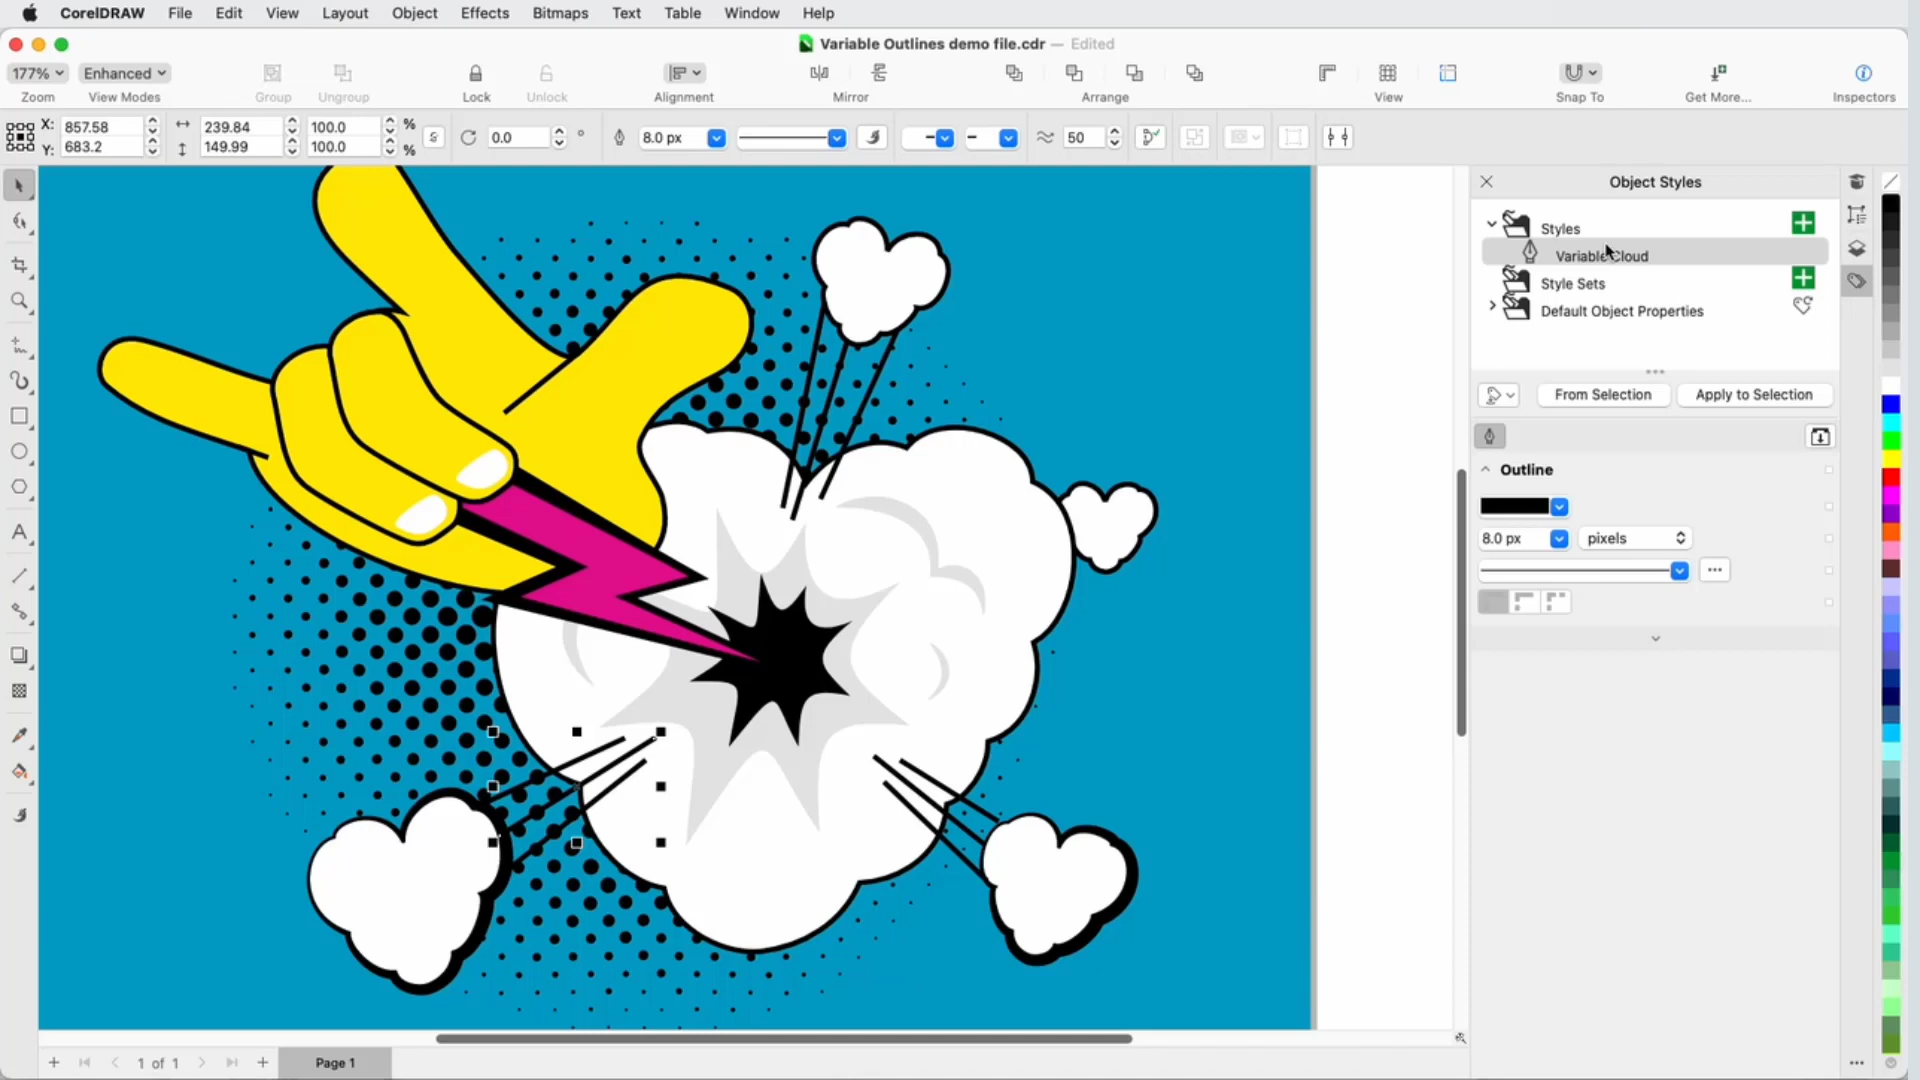 CorelDRAW File Edit View Layout Object Effects Bitmaps Text Table Window Help
Variable Outlines demo file.cdr — Edited
177% Enhanced
Zoom View Modes Group Ungroup Lock Unlock Alignment Mirror Arrange View Snap To Get More... Inspectors
X: 857.58 239.84 100.0 %
Y: 683.2 149.99 100.0 %
0.0 ° 8.0 px 50
Object Styles
Styles
Variable Cloud
Style Sets
Default Object Properties
From Selection Apply to Selection
Outline
8.0 px pixels
1 of 1 Page 1